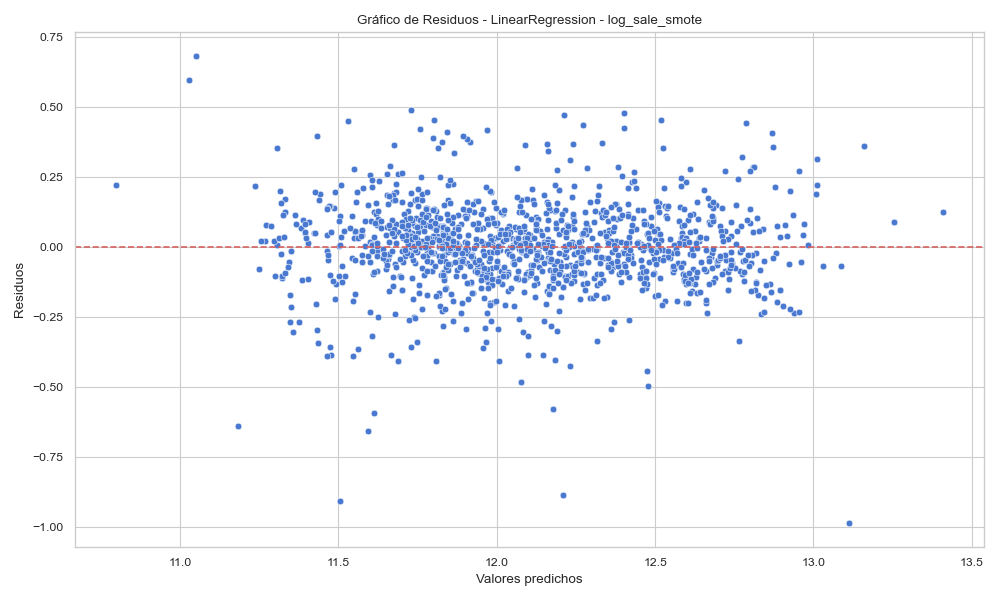 Gráfico de Residuos - LinearRegression - log_sale_smote
0.75
0.50
0.25
0.00
−0.25
−0.50
−0.75
−1.00
Residuos
11.0 11.5 12.0 12.5 13.0 13.5
Valores predichos